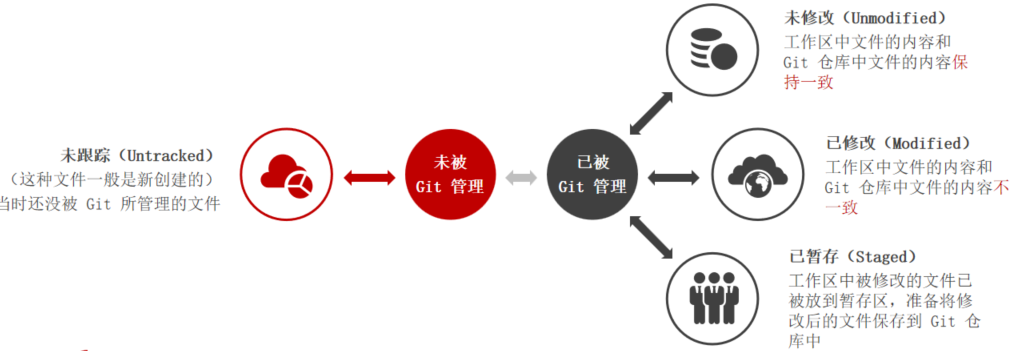 未跟踪（Untracked）
（这种文件一般是新创建的）
当时还没被 Git 所管理的文件
未被
Git 管理
已被
Git 管理
未修改（Unmodified）
工作区中文件的内容和
Git 仓库中文件的内容保
持一致
已修改（Modified）
工作区中文件的内容和
Git 仓库中文件的内容不
一致
已暂存（Staged）
工作区中被修改的文件已
被放到暂存区，准备将修
改后的文件保存到 Git 仓
库中